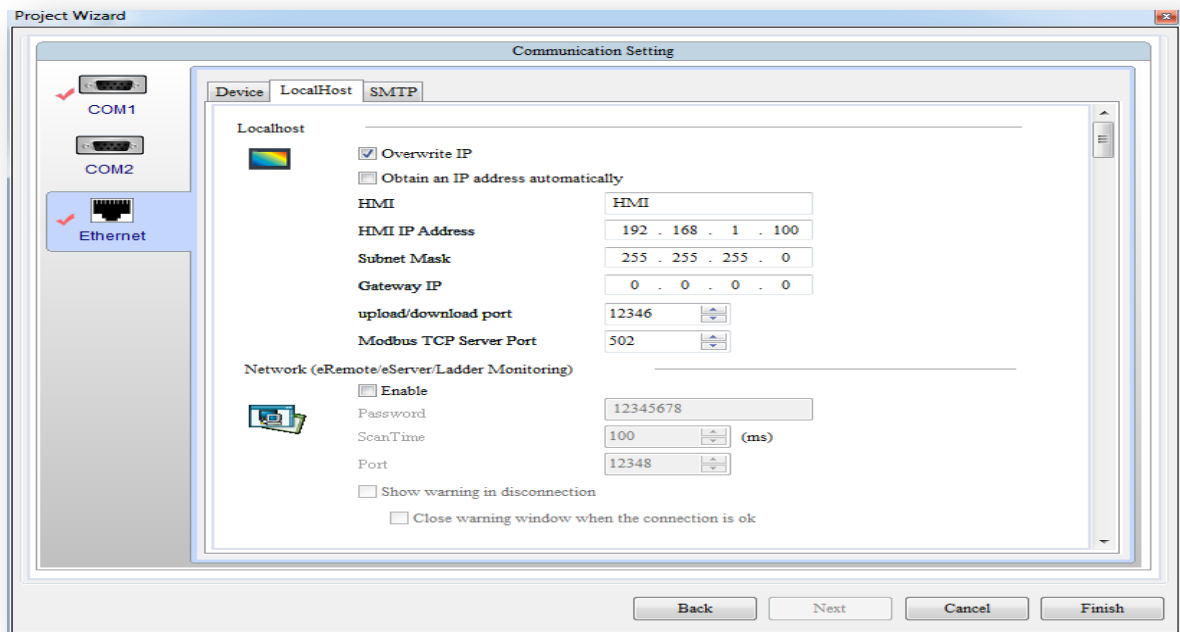 Project Wizard
Communication Setting
COM1
COM2
Ethernet
Device LocalHost SMTP
Localhost
Overwrite IP
Obtain an IP address automatically
HMI HMI
HMI IP Address 192 . 168 . 1 . 100
Subnet Mask 255 . 255 . 255 . 0
Gateway IP 0 . 0 . 0 . 0
upload/download port 12346
Modbus TCP Server Port 502
Network (eRemote/eServer/Ladder Monitoring)
Enable
Password 12345678
ScanTime 100 (ms)
Port 12348
Show warning in disconnection
Close warning window when the connection is ok
Back Next Cancel Finish